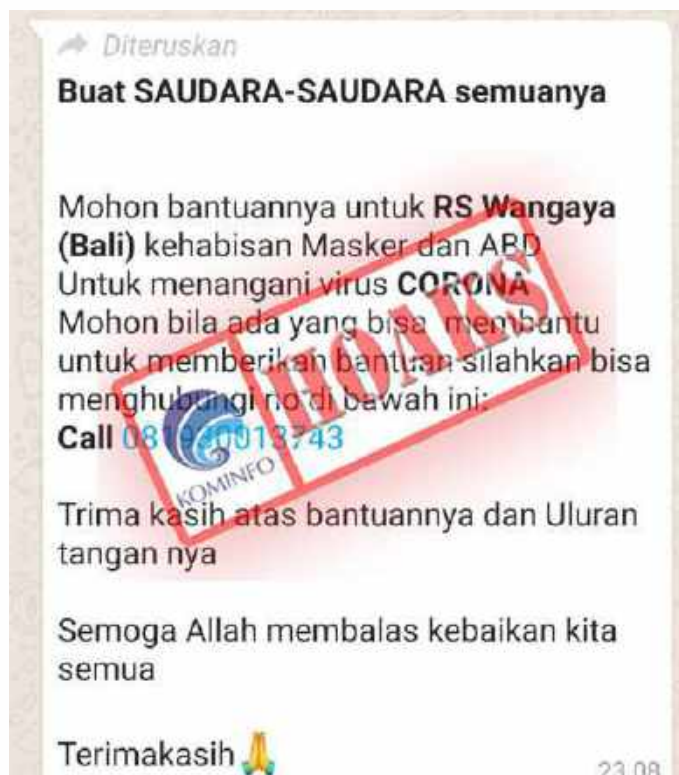 Diteruskan
Buat SAUDARA-SAUDARA semuanya
Mohon bantuannya untuk RS Wangaya
(Bali) kehabisan Masker dan ABD
Untuk menangani virus CORONA
Mohon bila ada yang bisa membantu
untuk memberikan bantuan silahkan bisa
menghubungi no di bawah ini:
Call 081930013743
HOAKS
KOMINFO
Trima kasih atas bantuannya dan Uluran
tangan nya
Semoga Allah membalas kebaikan kita
semua
Terimakasih🙏
23.08